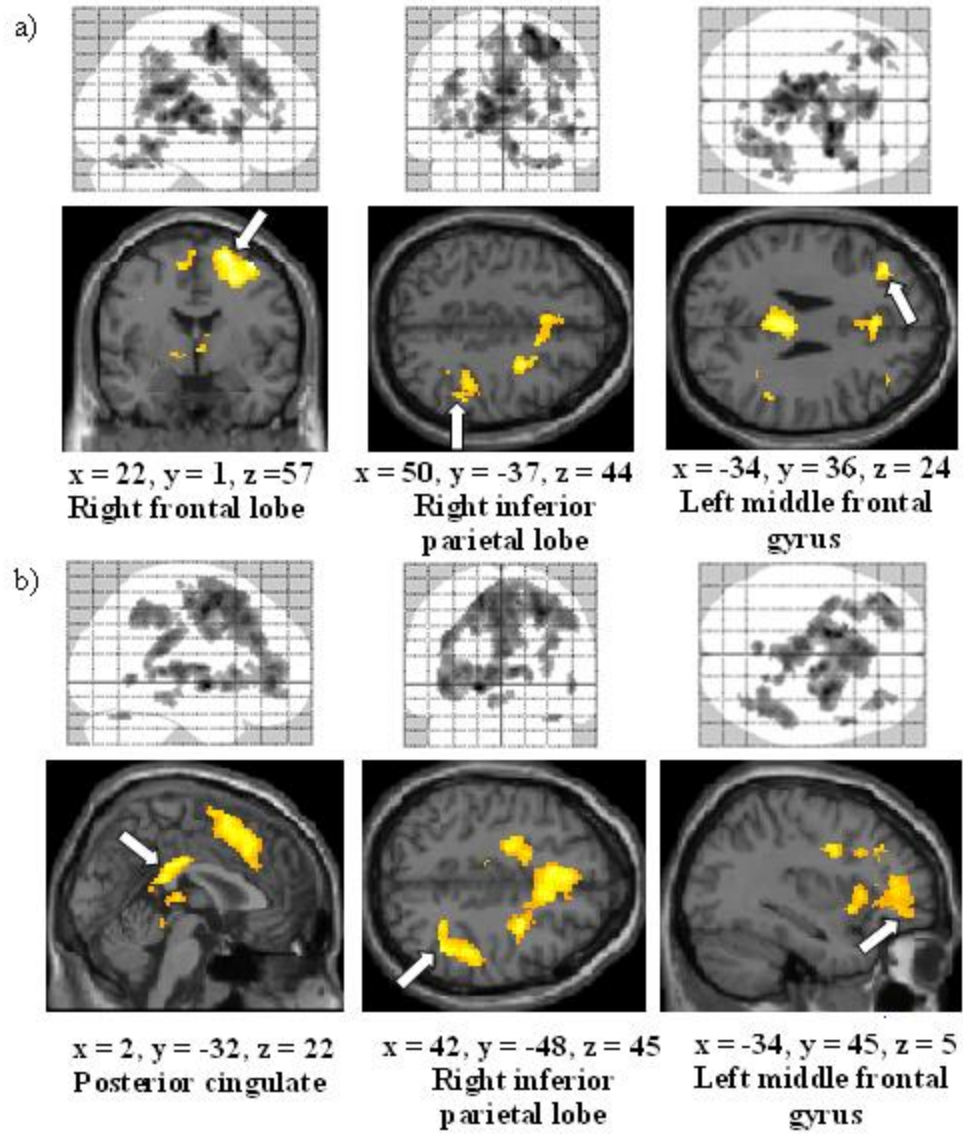 a)
x = 22, y = 1, z =57
Right frontal lobe
x = 50, y = -37, z = 44
Right inferior
parietal lobe
x = -34, y = 36, z = 24
Left middle frontal
gyrus
b)
x = 2, y = -32, z = 22
Posterior cingulate
x = 42, y = -48, z = 45
Right inferior
parietal lobe
x = -34, y = 45, z = 5
Left middle frontal
gyrus